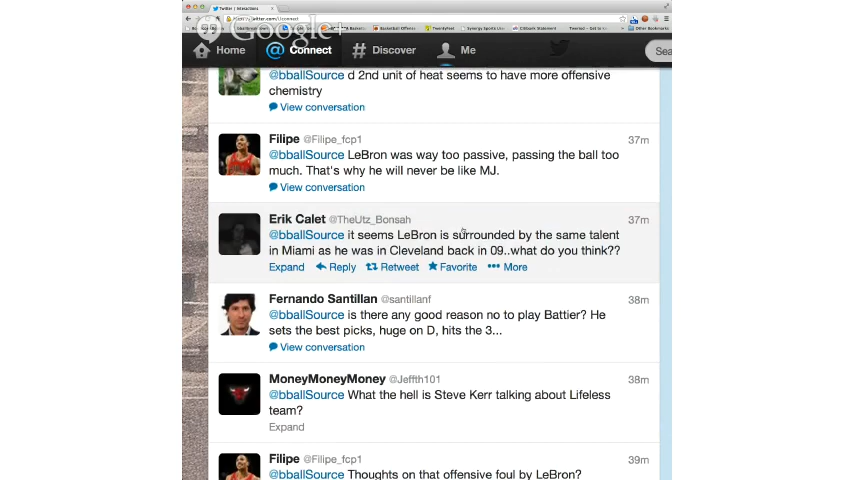 Twitter / Interactions
Google+
Home
@ Connect
# Discover
Me
Sea
@bballSource d 2nd unit of heat seems to have more offensive
chemistry
View conversation
Filipe @Filipe_fcp1 37m
@bballSource LeBron was way too passive, passing the ball too
much. That's why he will never be like MJ.
View conversation
Erik Calet @TheUtz_Bonsah 37m
@bballSource it seems LeBron is surrounded by the same talent
in Miami as he was in Cleveland back in 09..what do you think??
Expand Reply Retweet Favorite More
Fernando Santillan @santillanf 38m
@bballSource is there any good reason no to play Battier? He
sets the best picks, huge on D, hits the 3...
View conversation
MoneyMoneyMoney @Jeffth101 38m
@bballSource What the hell is Steve Kerr talking about Lifeless
team?
Expand
Filipe @Filipe_fcp1 39m
@bballSource Thoughts on that offensive foul by LeBron?